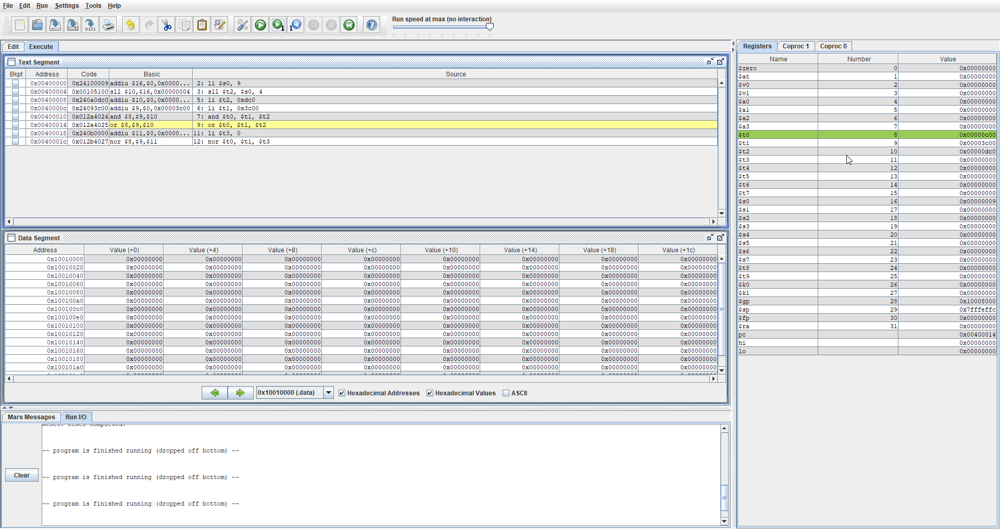 File Edit Run Settings Tools Help
Run speed at max (no interaction)
0101 1 1
Edit Execute
Text Segment
Bkpt Address Code Basic Source
0x00400000 0x24100009 addiu $16,$0,0x0000... 2: li $s0, 9
0x00400004 0x00105100 sll $10,$16,0x00000004 3: sll $t2, $s0, 4
0x00400008 0x240a0dc0 addiu $10,$0,0x0000... 5: li $t2, 0xdc0
0x0040000c 0x24093c00 addiu $9,$0,0x00003c00 6: li $t1, 0x3c00
0x00400010 0x012a4024 and $8,$9,$10 7: and $t0, $t1, $t2
0x00400014 0x012a4025 or $8,$9,$10 9: or $t0, $t1, $t2
0x00400018 0x240b0000 addiu $11,$0,0x0000... 11: li $t3, 0
0x0040001c 0x012b4027 nor $8,$9,$11 12: nor $t0, $t1, $t3
Data Segment
Address Value (+0) Value (+4) Value (+8) Value (+c) Value (+10) Value (+14) Value (+18) Value (+1c)
0x10010000 0x00000000 0x00000000 0x00000000 0x00000000 0x00000000 0x00000000 0x00000000 0x00000000
0x10010020 0x00000000 0x00000000 0x00000000 0x00000000 0x00000000 0x00000000 0x00000000 0x00000000
0x10010040 0x00000000 0x00000000 0x00000000 0x00000000 0x00000000 0x00000000 0x00000000 0x00000000
0x10010060 0x00000000 0x00000000 0x00000000 0x00000000 0x00000000 0x00000000 0x00000000 0x00000000
0x10010080 0x00000000 0x00000000 0x00000000 0x00000000 0x00000000 0x00000000 0x00000000 0x00000000
0x100100a0 0x00000000 0x00000000 0x00000000 0x00000000 0x00000000 0x00000000 0x00000000 0x00000000
0x100100c0 0x00000000 0x00000000 0x00000000 0x00000000 0x00000000 0x00000000 0x00000000 0x00000000
0x100100e0 0x00000000 0x00000000 0x00000000 0x00000000 0x00000000 0x00000000 0x00000000 0x00000000
0x10010100 0x00000000 0x00000000 0x00000000 0x00000000 0x00000000 0x00000000 0x00000000 0x00000000
0x10010120 0x00000000 0x00000000 0x00000000 0x00000000 0x00000000 0x00000000 0x00000000 0x00000000
0x10010140 0x00000000 0x00000000 0x00000000 0x00000000 0x00000000 0x00000000 0x00000000 0x00000000
0x10010160 0x00000000 0x00000000 0x00000000 0x00000000 0x00000000 0x00000000 0x00000000 0x00000000
0x10010180 0x00000000 0x00000000 0x00000000 0x00000000 0x00000000 0x00000000 0x00000000 0x00000000
0x100101a0 0x00000000 0x00000000 0x00000000 0x00000000 0x00000000 0x00000000 0x00000000 0x00000000
0x10010000 (.data) Hexadecimal Addresses Hexadecimal Values ASCII
Mars Messages Run I/O
Reset: reset completed.
-- program is finished running (dropped off bottom) --
-- program is finished running (dropped off bottom) --
-- program is finished running (dropped off bottom) --
Clear
Registers Coproc 1 Coproc 0
Name Number Value
$zero 0 0x00000000
$at 1 0x00000000
$v0 2 0x00000000
$v1 3 0x00000000
$a0 4 0x00000000
$a1 5 0x00000000
$a2 6 0x00000000
$a3 7 0x00000000
$t0 8 0x00000c00
$t1 9 0x00003c00
$t2 10 0x00000dc0
$t3 11 0x00000000
$t4 12 0x00000000
$t5 13 0x00000000
$t6 14 0x00000000
$t7 15 0x00000000
$s0 16 0x00000009
$s1 17 0x00000000
$s2 18 0x00000000
$s3 19 0x00000000
$s4 20 0x00000000
$s5 21 0x00000000
$s6 22 0x00000000
$s7 23 0x00000000
$t8 24 0x00000000
$t9 25 0x00000000
$k0 26 0x00000000
$k1 27 0x00000000
$gp 28 0x10008000
$sp 29 0x7fffeffc
$fp 30 0x00000000
$ra 31 0x00000000
pc 0x00400014
hi 0x00000000
lo 0x00000000